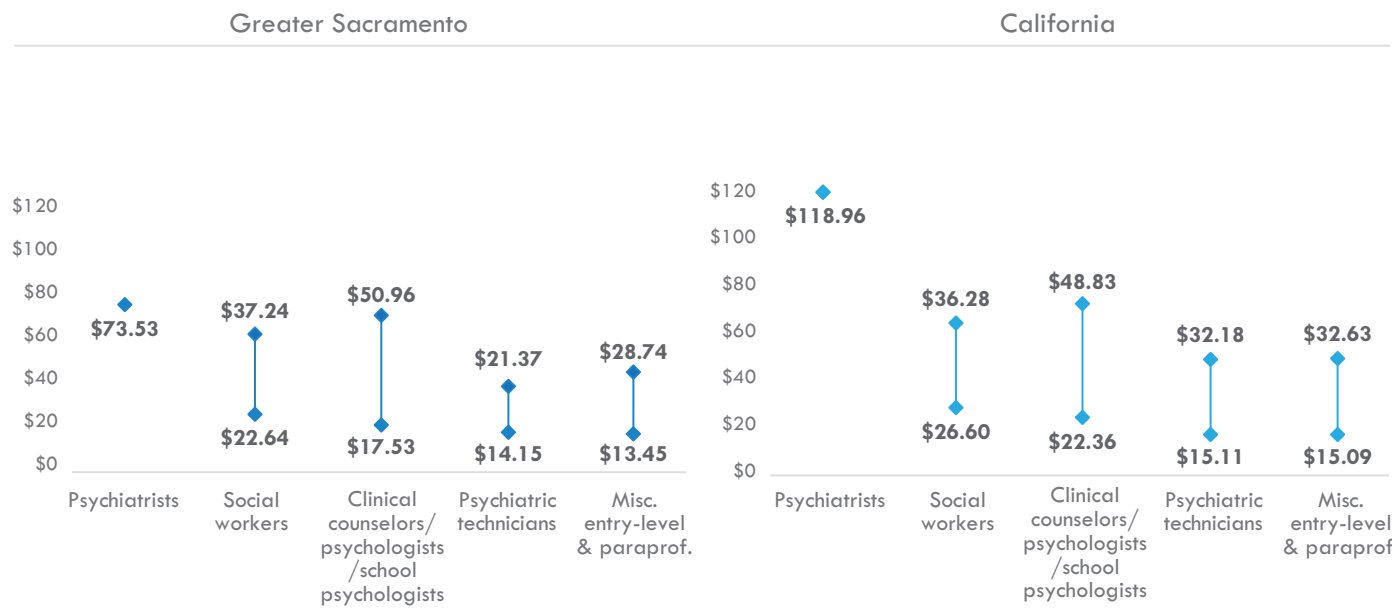 Greater Sacramento
$120
$100
$80
$60
$40
$20
$0
$73.53
$37.24
$22.64
$50.96
$17.53
$21.37
$14.15
$28.74
$13.45
Psychiatrists
Social
workers
Clinical
counselors/
psychologists
/school
psychologists
Psychiatric
technicians
Misc.
entry-level
& paraprof.
California
$120
$100
$80
$60
$40
$20
$0
$118.96
$36.28
$26.60
$48.83
$22.36
$32.18
$15.11
$32.63
$15.09
Psychiatrists
Social
workers
Clinical
counselors/
psychologists
/school
psychologists
Psychiatric
technicians
Misc.
entry-level
& paraprof